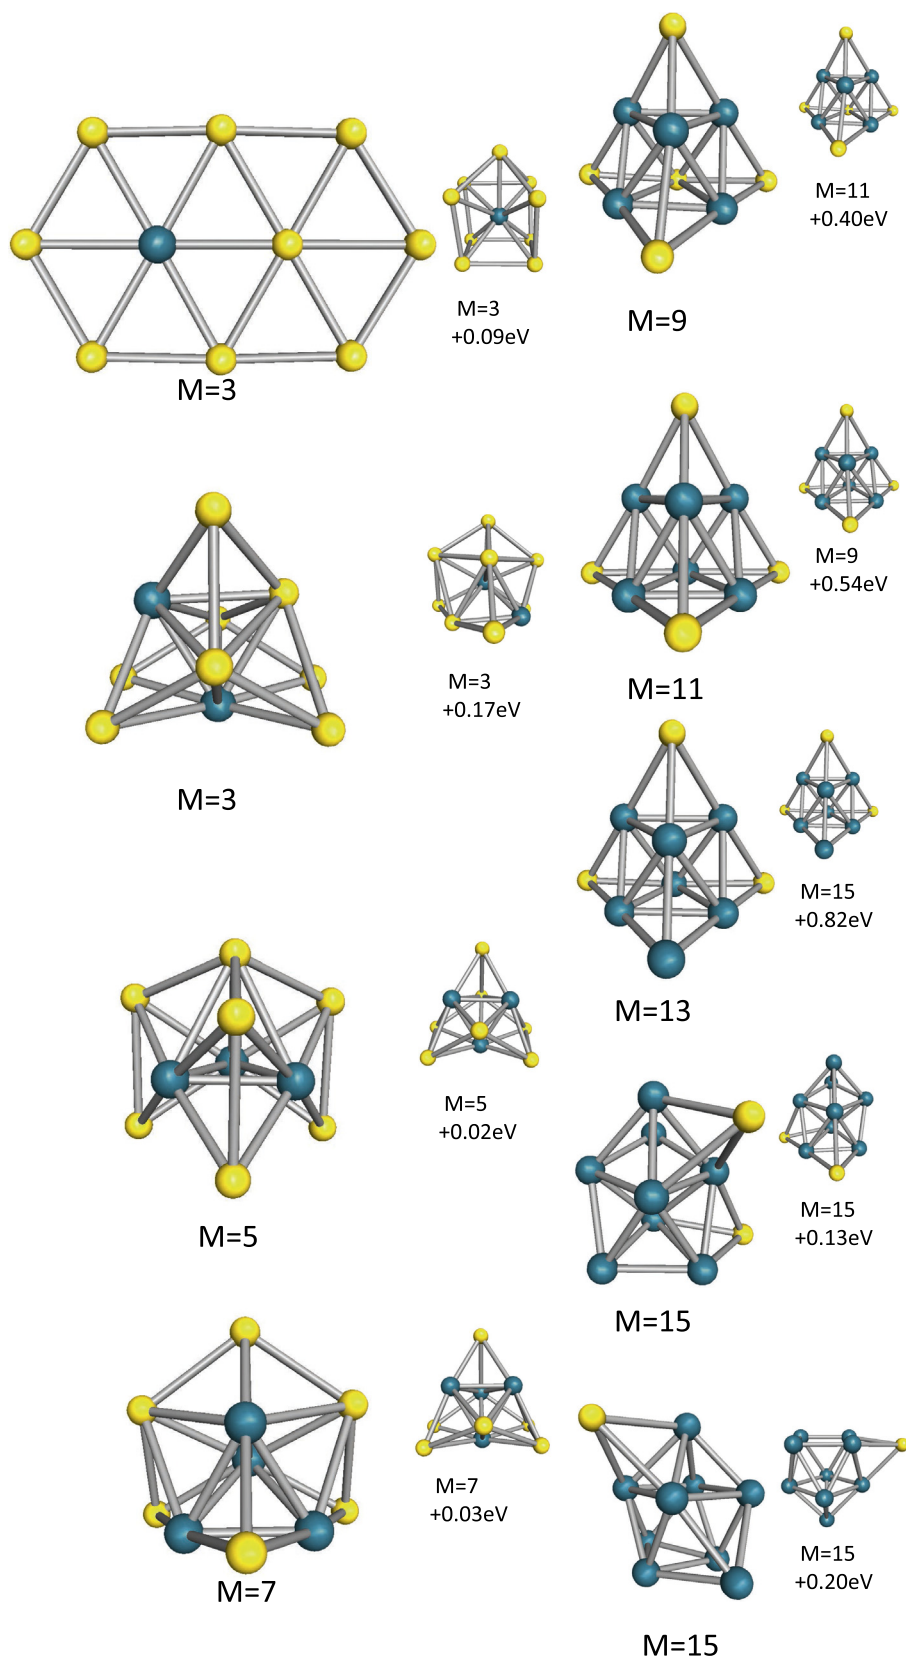 M=3
M=3
+0.09eV
M=3
M=3
+0.17eV
M=5
M=5
+0.02eV
M=7
M=7
+0.03eV
M=9
M=11
+0.40eV
M=11
M=9
+0.54eV
M=13
M=15
+0.82eV
M=15
M=15
+0.13eV
M=15
M=15
+0.20eV